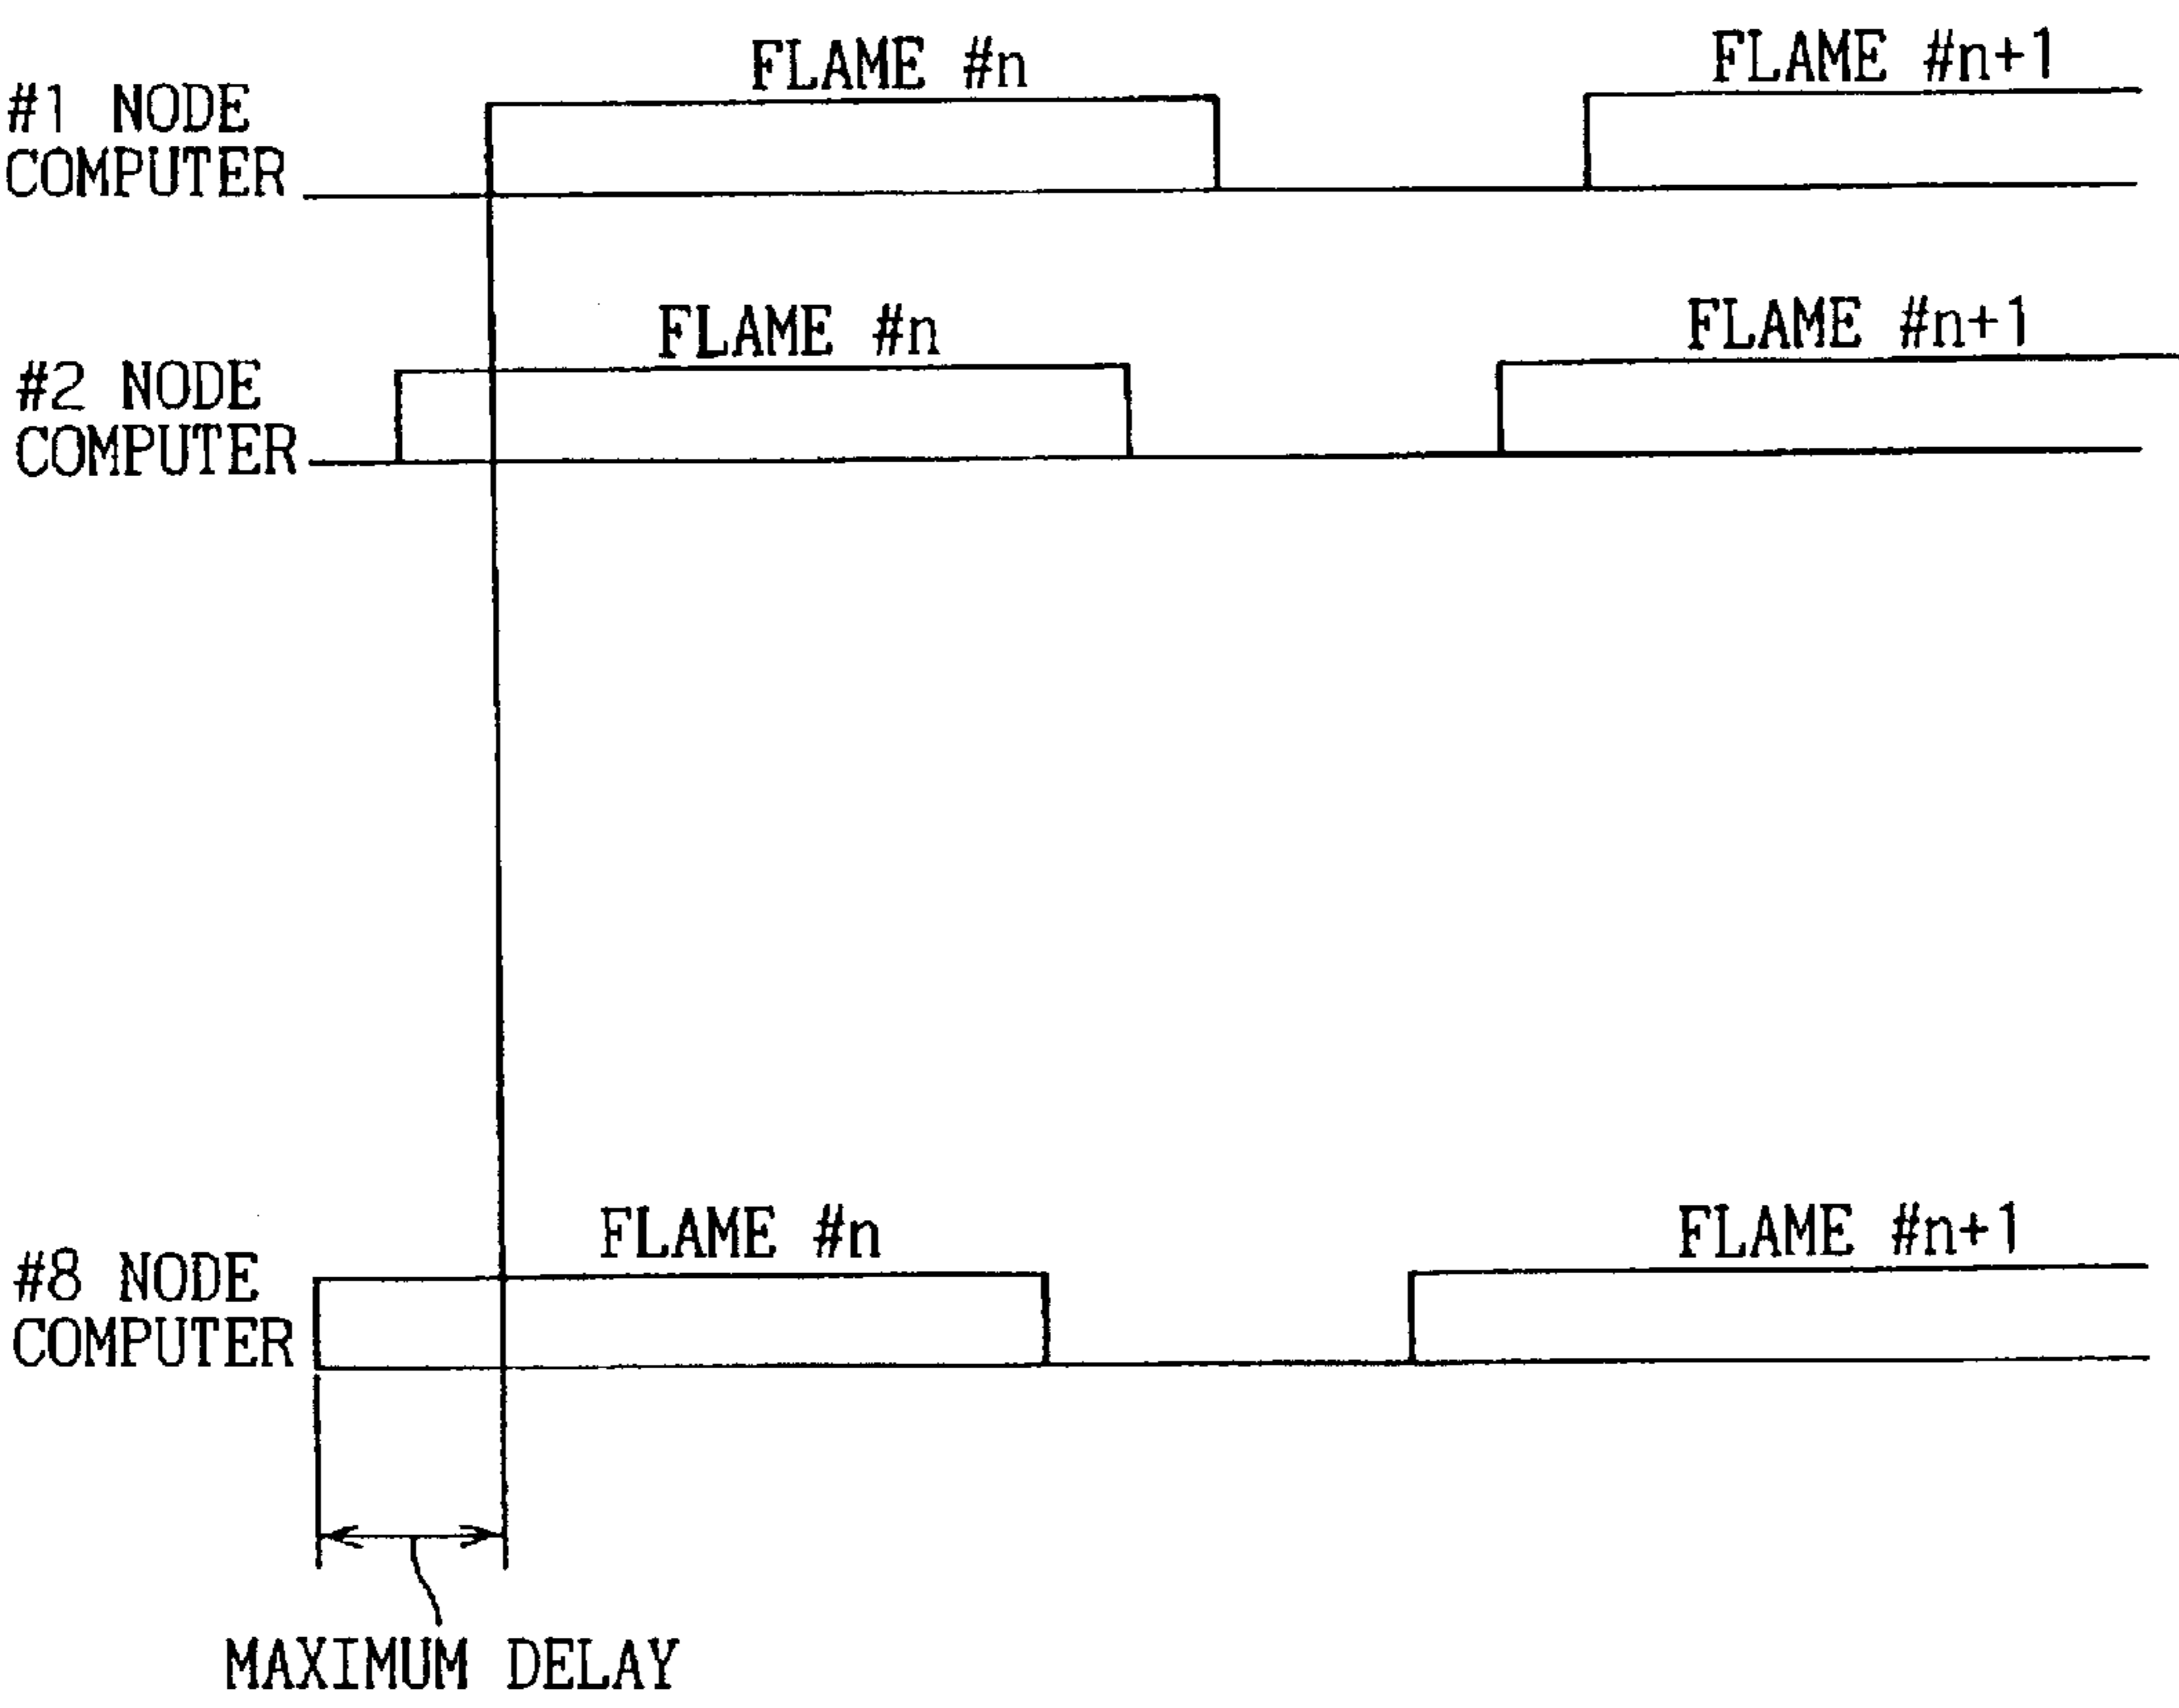 FLAME #n
FLAME #n+1
#1 NODE
COMPUTER
FLAME #n
FLAME #n+1
#2 NODE
COMPUTER
FLAME #n
FLAME #n+1
#8 NODE
COMPUTER
MAXIMUM DELAY